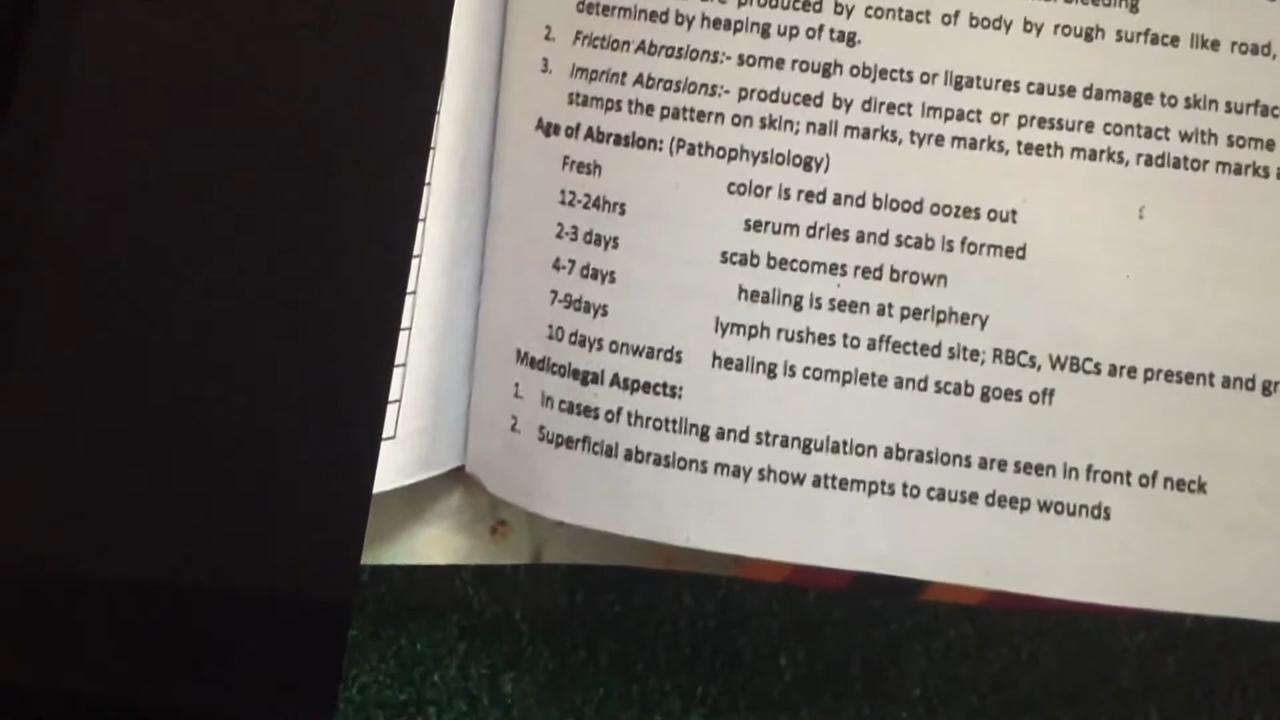 produced by contact of body by rough surface like road,
determined by heaping up of tag.
2. Friction Abrasions:- some rough objects or ligatures cause damage to skin
3. Imprint Abrasions:- produced by direct impact or pressure contact with some
stamps the pattern on skin; nail marks, tyre marks, teeth marks, radiator marks
Age of Abrasion: (Pathophysiology)
Fresh color is red and blood oozes out
12-24hrs serum dries and scab is formed
2-3 days scab becomes red brown
4-7 days healing is seen at periphery
7-9days lymph rushes to affected site; RBCs, WBCs are present and
10 days onwards healing is complete and scab goes off
Medicolegal Aspects:
1. In cases of throttling and strangulation abrasions are seen in front of neck
2. Superficial abrasions may show attempts to cause deep wounds